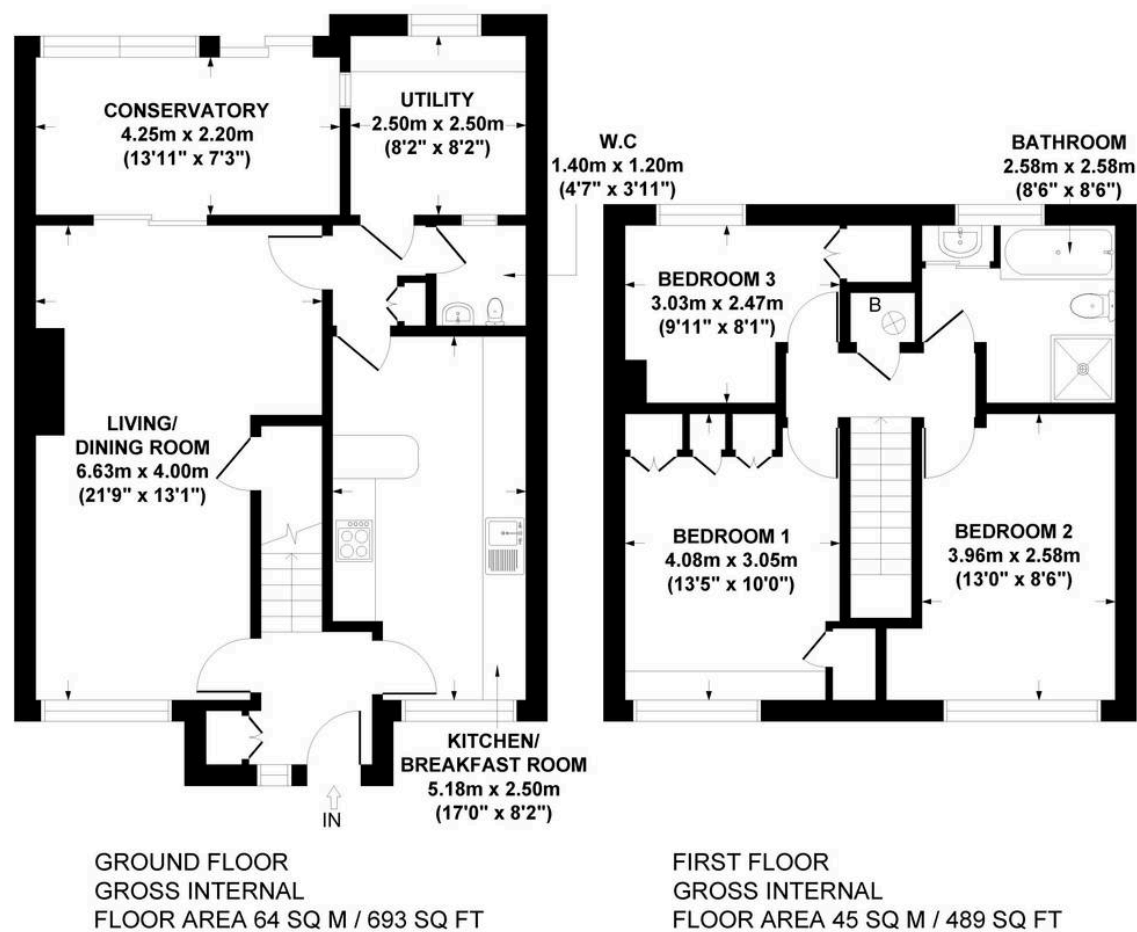 CONSERVATORY
4.25m x 2.20m
(13'11" x 7'3")
UTILITY
2.50m x 2.50m
(8'2" x 8'2")
W.C
1.40m x 1.20m
(4'7" x 3'11")
BATHROOM
2.58m x 2.58m
(8'6" x 8'6")
BEDROOM 3
3.03m x 2.47m
(9'11" x 8'1")
B
LIVING/
DINING ROOM
6.63m x 4.00m
(21'9" x 13'1")
BEDROOM 1
4.08m x 3.05m
(13'5" x 10'0")
BEDROOM 2
3.96m x 2.58m
(13'0" x 8'6")
KITCHEN/
BREAKFAST ROOM
5.18m x 2.50m
(17'0" x 8'2")
IN
GROUND FLOOR
GROSS INTERNAL
FLOOR AREA 64 SQ M / 693 SQ FT
FIRST FLOOR
GROSS INTERNAL
FLOOR AREA 45 SQ M / 489 SQ FT